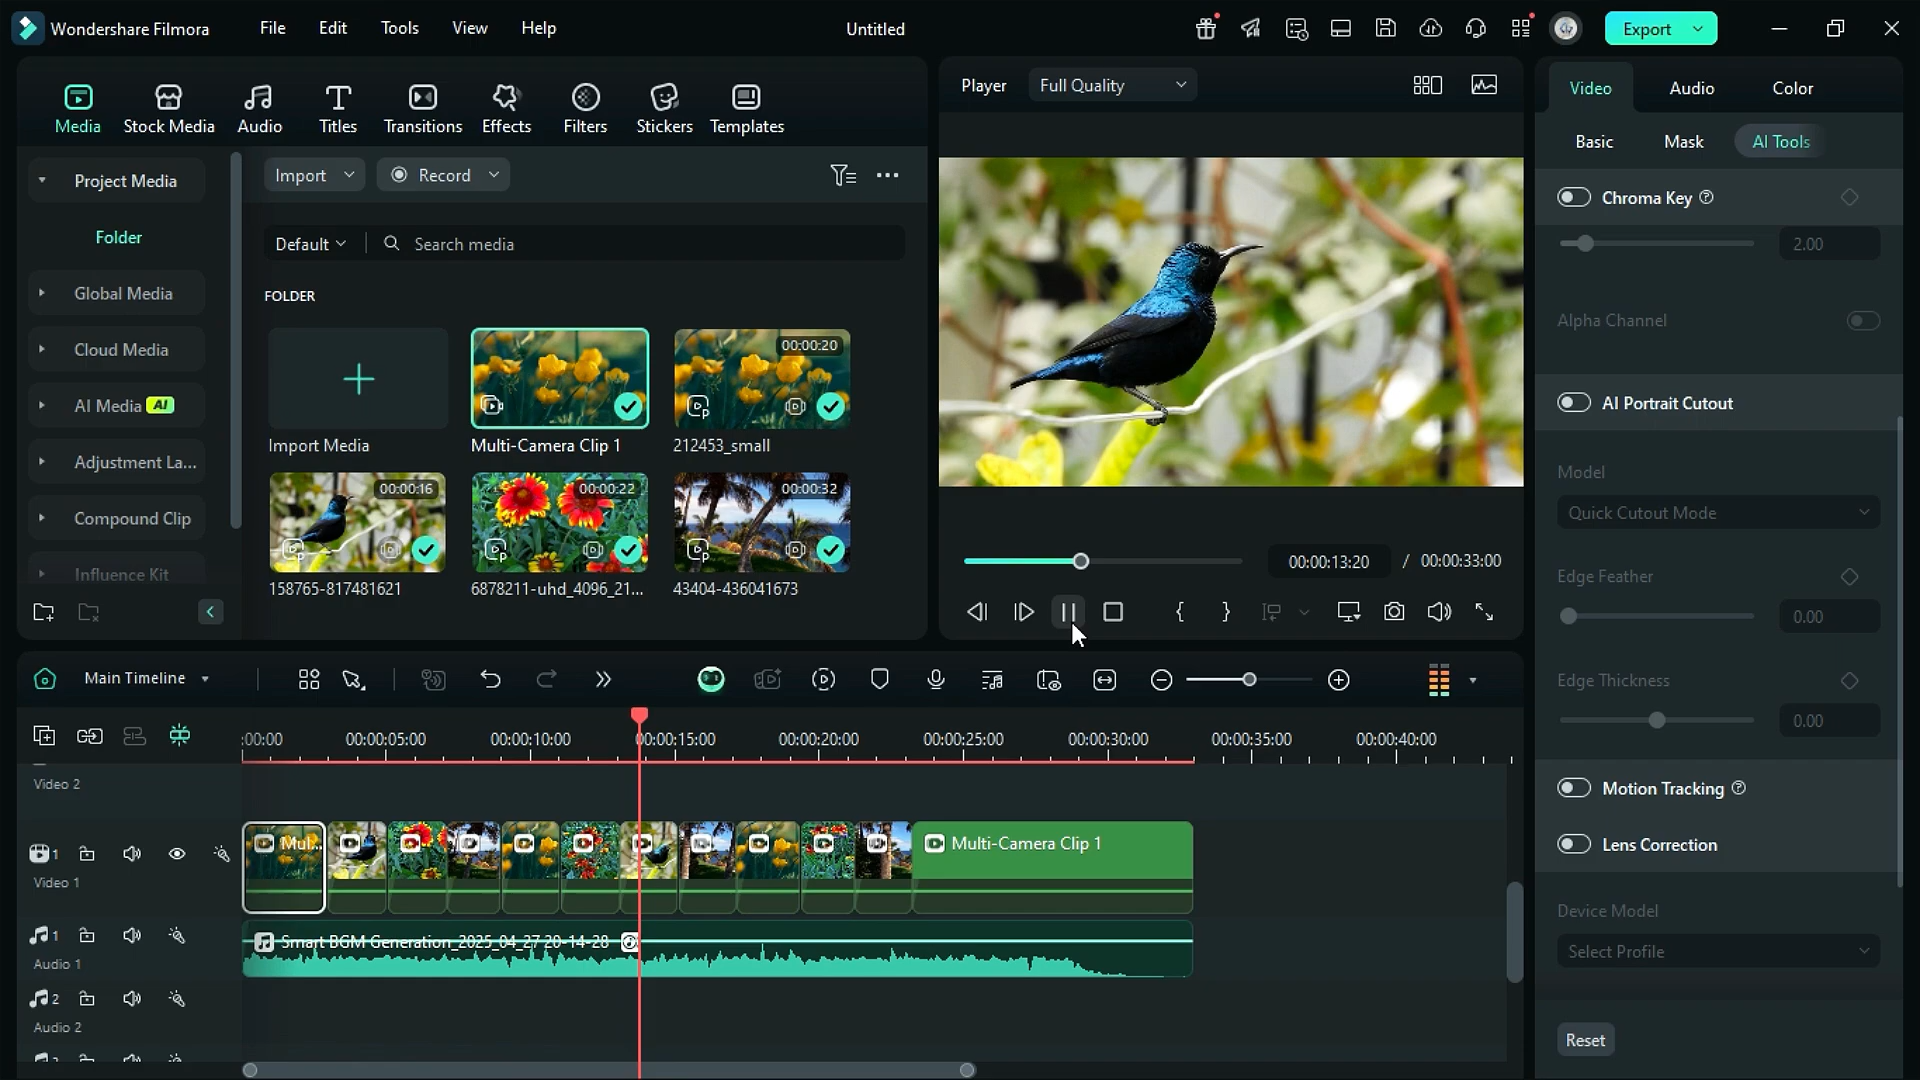 Wondershare Filmora
File
Edit
Tools
View
Help
Untitled
Export
Media
Stock Media
Audio
Titles
Transitions
Effects
Filters
Stickers
Templates
Project Media
Folder
Global Media
Cloud Media
AI Media AI
Adjustment La...
Compound Clip
Influence Kit
Import
Record
Default
Search media
FOLDER
Import Media
Multi-Camera Clip 1
00:00:20
212453_small
00:00:16
158765-817481621
00:00:22
6878211-uhd_4096_21...
00:00:32
43404-436041673
Player
Full Quality
00:00:13:20 / 00:00:33:00
Video
Audio
Color
Basic
Mask
AI Tools
Chroma Key
2.00
Alpha Channel
AI Portrait Cutout
Model
Quick Cutout Mode
Edge Feather
0.00
Edge Thickness
0.00
Motion Tracking
Lens Correction
Device Model
Select Profile
Reset
Main Timeline
:00:00
00:00:05:00
00:00:10:00
00:00:15:00
00:00:20:00
00:00:25:00
00:00:30:00
00:00:35:00
00:00:40:00
Video 2
1
Video 1
Mul...
Multi-Camera Clip 1
1
Audio 1
Smart BGM Generation_2025_04_27 20-14-28
2
Audio 2